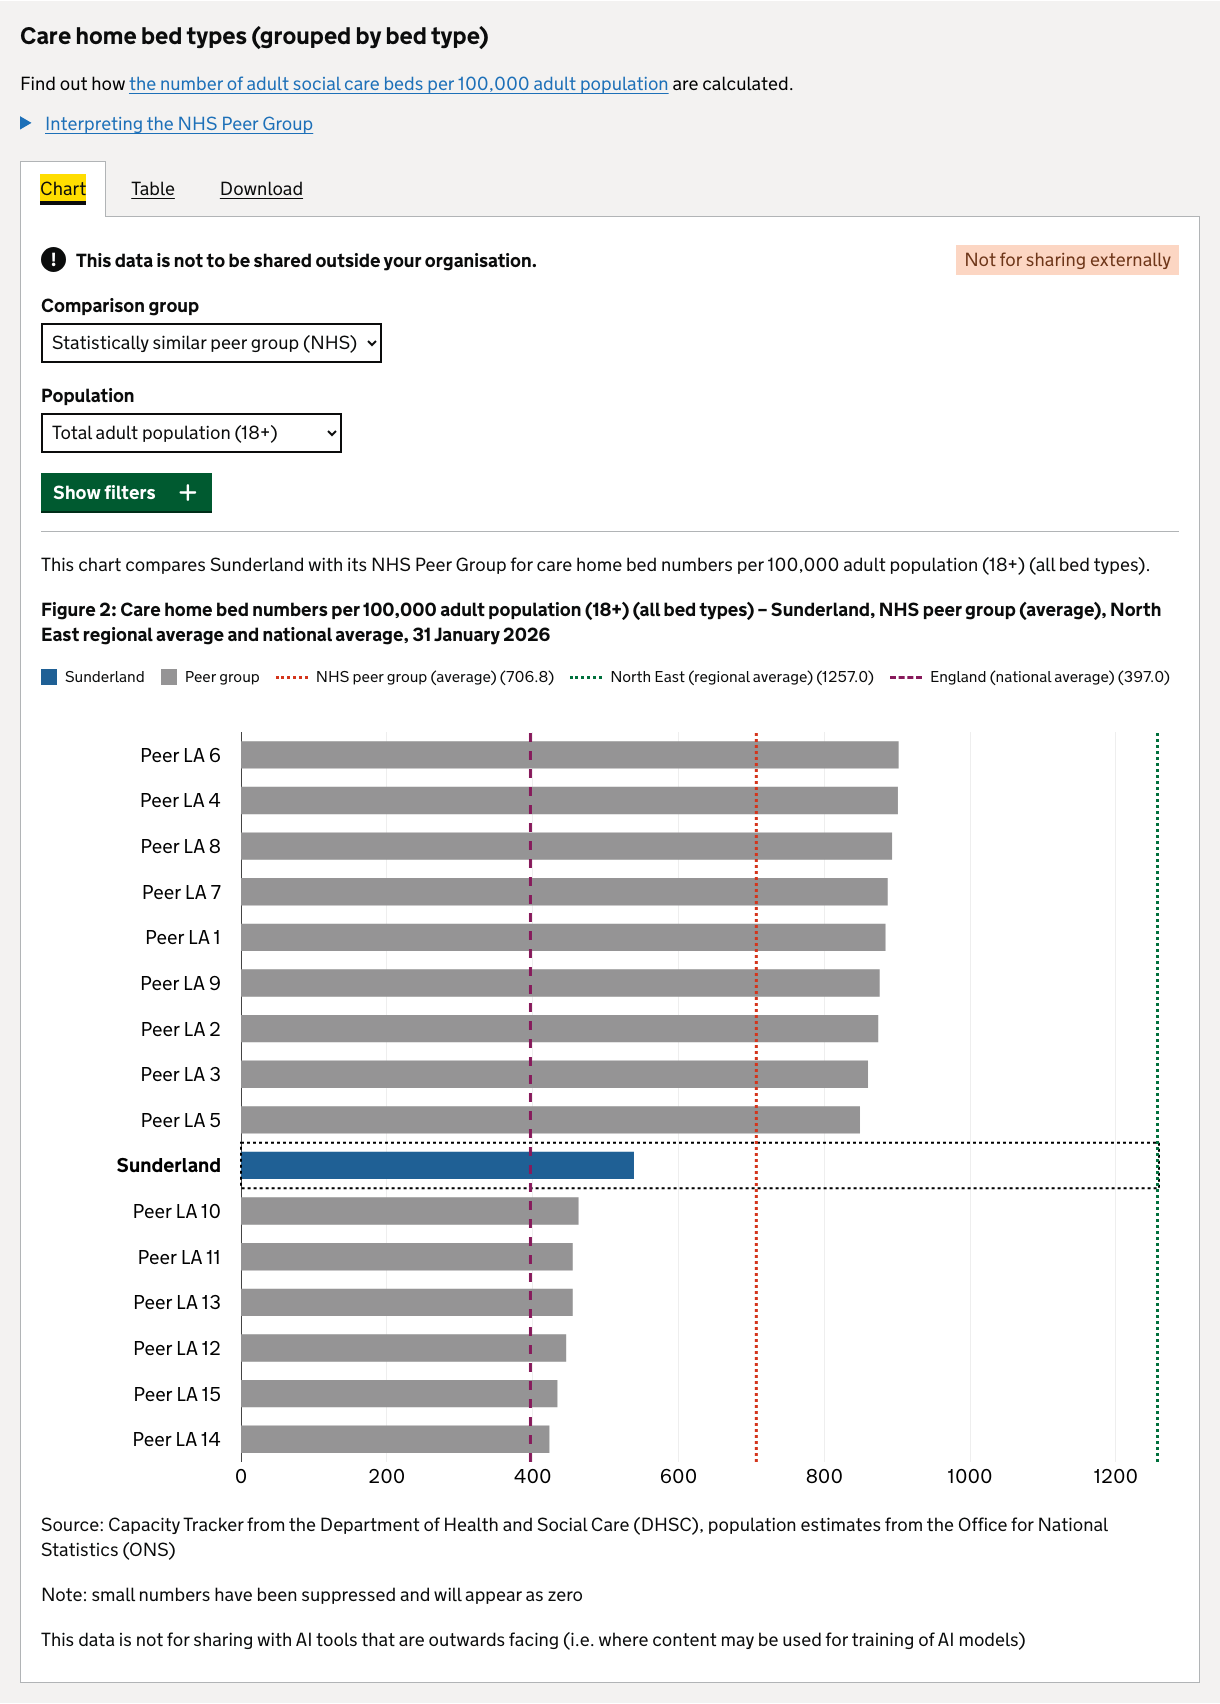 Care home bed types (grouped by bed type)
Find out how the number of adult social care beds per 100,000 adult population are calculated.
Interpreting the NHS Peer Group
Chart
Table
Download
This data is not to be shared outside your organisation.
Not for sharing externally
Comparison group
Statistically similar peer group (NHS)
Population
Total adult population (18+)
Show filters
This chart compares Sunderland with its NHS Peer Group for care home bed numbers per 100,000 adult population (18+) (all bed types).
Figure 2: Care home bed numbers per 100,000 adult population (18+) (all bed types) – Sunderland, NHS peer group (average), North
East regional average and national average, 31 January 2026
Sunderland
Peer group
NHS peer group (average) (706.8)
North East (regional average) (1257.0)
England (national average) (397.0)
Peer LA 6
Peer LA 4
Peer LA 8
Peer LA 7
Peer LA 1
Peer LA 9
Peer LA 2
Peer LA 3
Peer LA 5
Sunderland
Peer LA 10
Peer LA 11
Peer LA 13
Peer LA 12
Peer LA 15
Peer LA 14
0 200 400 600 800 1000 1200
Source: Capacity Tracker from the Department of Health and Social Care (DHSC), population estimates from the Office for National
Statistics (ONS)
Note: small numbers have been suppressed and will appear as zero
This data is not for sharing with AI tools that are outwards facing (i.e. where content may be used for training of AI models)